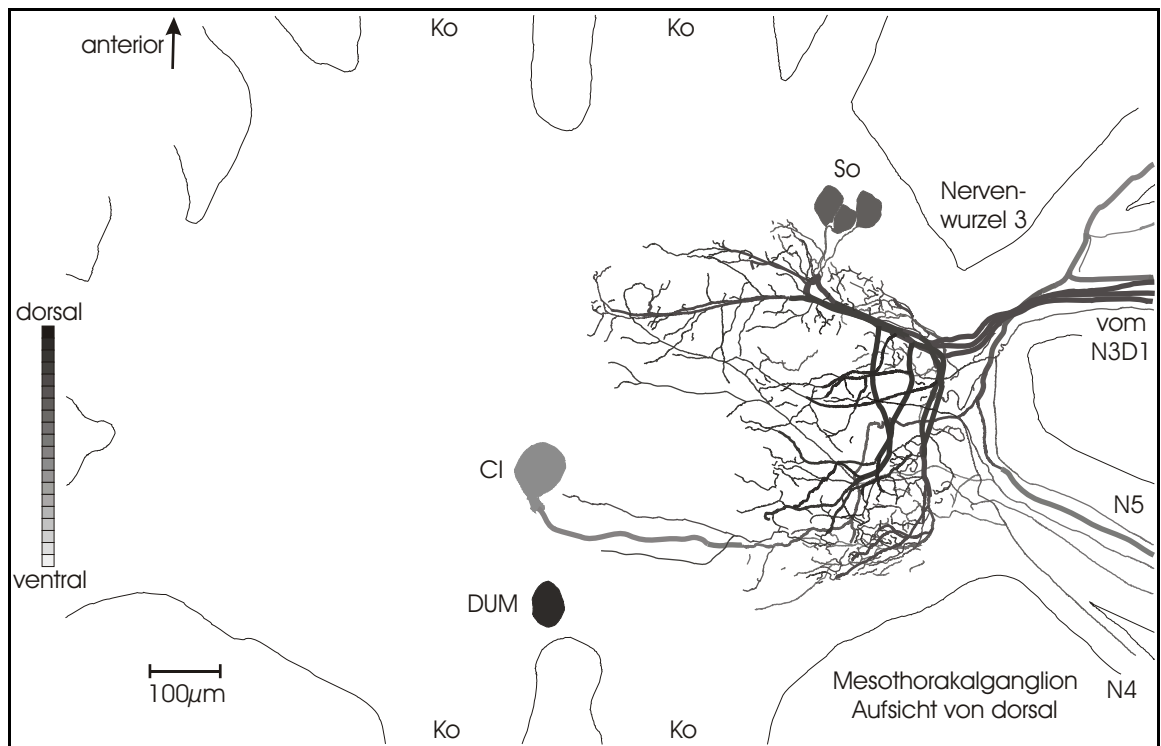 Ko
Ko
anterior
So
Nerven-
wurzel 3
dorsal
vom
N3D1
CI
N5
ventral
DUM
Mesothorakalganglion
Aufsicht von dorsal
N4
100µm
Ko
Ko